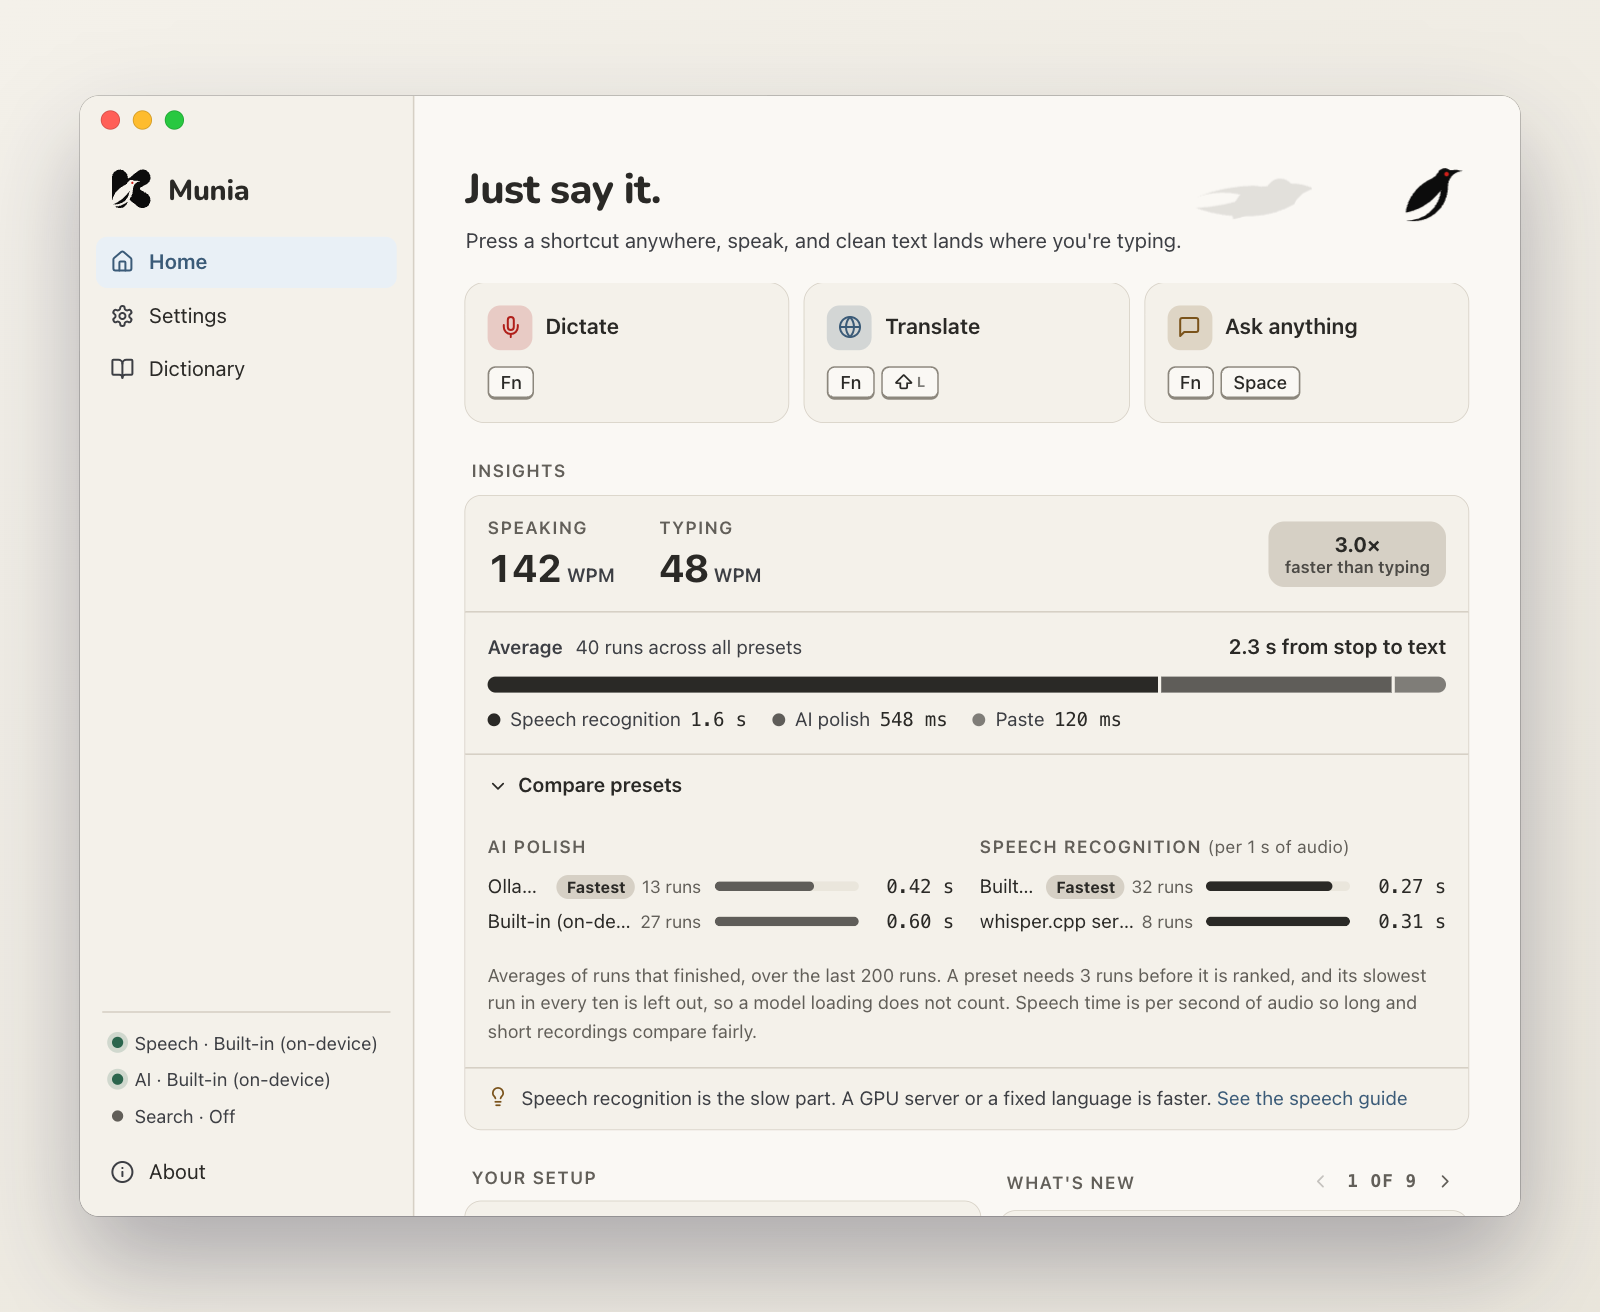 Munia
Home
Settings
Dictionary
Speech · Built-in (on-device)
AI · Built-in (on-device)
Search · Off
About
Just say it.
Press a shortcut anywhere, speak, and clean text lands where you're typing.
Dictate
Fn
Translate
Fn L
Ask anything
Fn Space
INSIGHTS
SPEAKING
142 WPM
TYPING
48 WPM
3.0×
faster than typing
Average 40 runs across all presets
2.3 s from stop to text
Speech recognition 1.6 s AI polish 548 ms Paste 120 ms
Compare presets
AI POLISH
Olla... Fastest 13 runs 0.42 s
Built-in (on-de... 27 runs 0.60 s
SPEECH RECOGNITION (per 1 s of audio)
Built... Fastest 32 runs 0.27 s
whisper.cpp ser... 8 runs 0.31 s
Averages of runs that finished, over the last 200 runs. A preset needs 3 runs before it is ranked, and its slowest
run in every ten is left out, so a model loading does not count. Speech time is per second of audio so long and
short recordings compare fairly.
Speech recognition is the slow part. A GPU server or a fixed language is faster. See the speech guide
YOUR SETUP
WHAT'S NEW
1 OF 9